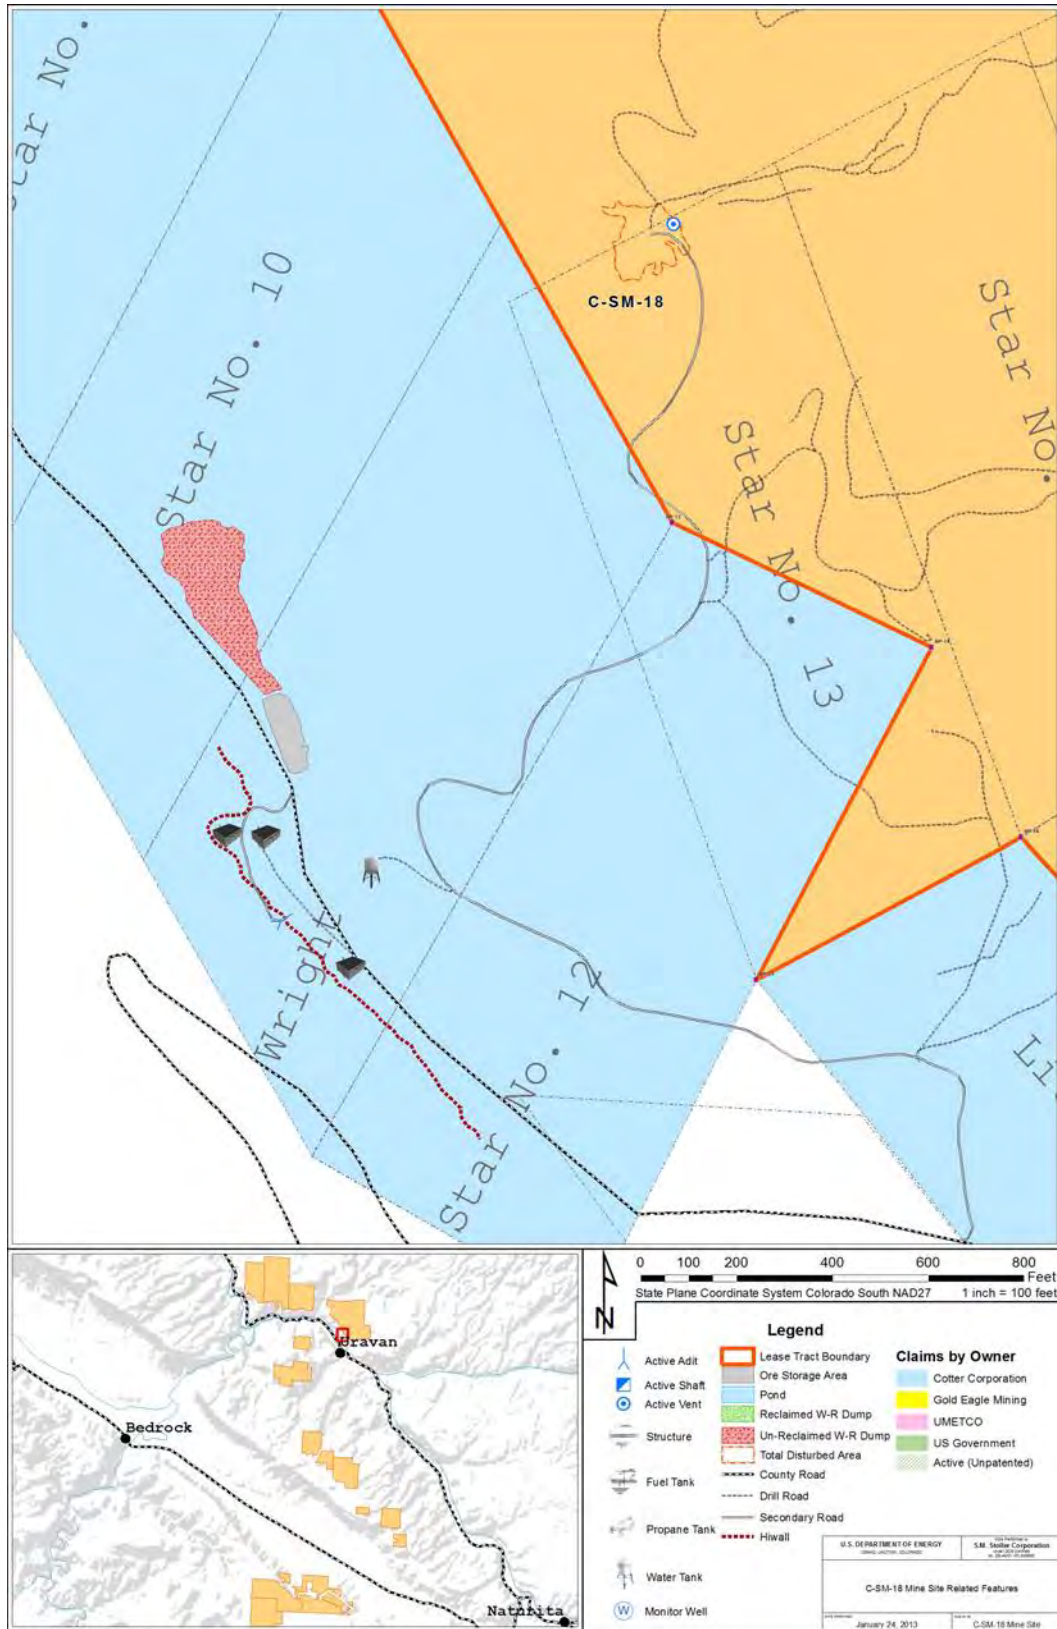 Star No.
Star No. 10
C-SM-18
Star No.
Star No. 13
Wright
Star No. 12
Li
Bedrock
Uravan
Naturita
0 100 200 400 600 800
Feet
State Plane Coordinate System Colorado South NAD27 1 inch = 100 feet
N
Legend
Active Adit
Active Shaft
Active Vent
Structure
Fuel Tank
Propane Tank
Water Tank
W Monitor Well
Lease Tract Boundary
Ore Storage Area
Pond
Reclaimed W-R Dump
Un-Reclaimed W-R Dump
Total Disturbed Area
County Road
Drill Road
Secondary Road
Hiwall
Claims by Owner
Cotter Corporation
Gold Eagle Mining
UMETCO
US Government
Active (Unpatented)
U.S. DEPARTMENT OF ENERGY
S.M. Stoller Corporation
C-SM-18 Mine Site Related Features
January 24, 2013
C-SM-18 Mine Site